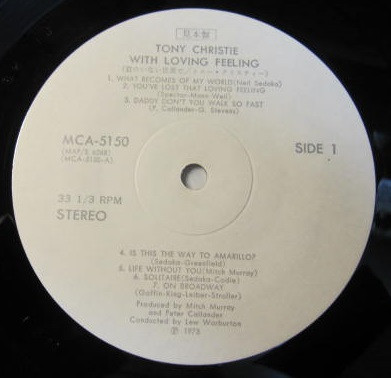 見本盤
TONY CHRISTIE
WITH LOVING FEELING
1. WHAT BECOMES OF MY WORLD(Neil Sedaka)
2. YOU'VE LOST THAT LOVING FEELING
(Spector-Mann-Weil)
3. DADDY DON'T YOU WALK SO FAST
(P. Callander-G. Stevens)
MCA-5150
(MCA-5150-A)
SIDE 1
33 1/3 RPM
STEREO
4. IS THIS THE WAY TO AMARILLO?
(Sedaka-Greenfield)
5. LIFE WITHOUT YOU(Mitch Murray)
6. SOLITAIRE(Sedaka-Codie)
7. ON BROADWAY
(Goffin-King-Leiber-Stroller)
Produced by Mitch Murray
and Peter Callander
Conducted by Lew Warburton
Ⓟ 1973